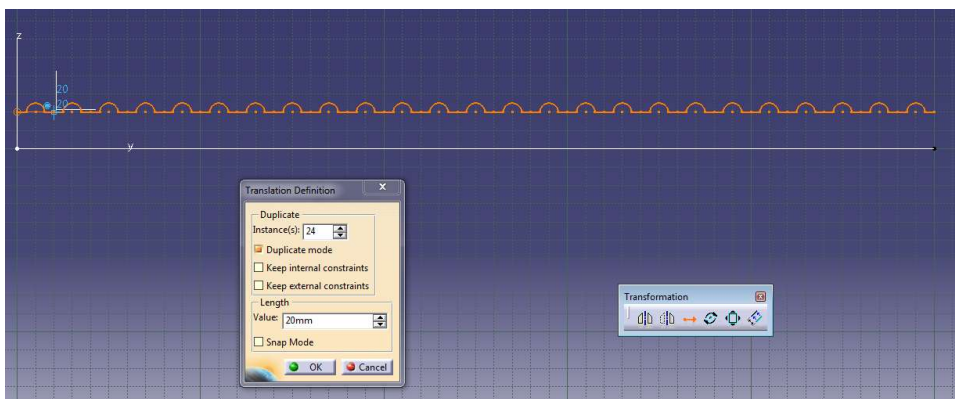 z
20
20
y
Translation Definition
Duplicate
Instance(s): 24
Duplicate mode
Keep internal constraints
Keep external constraints
Length
Value: 20mm
Snap Mode
OK Cancel
Transformation